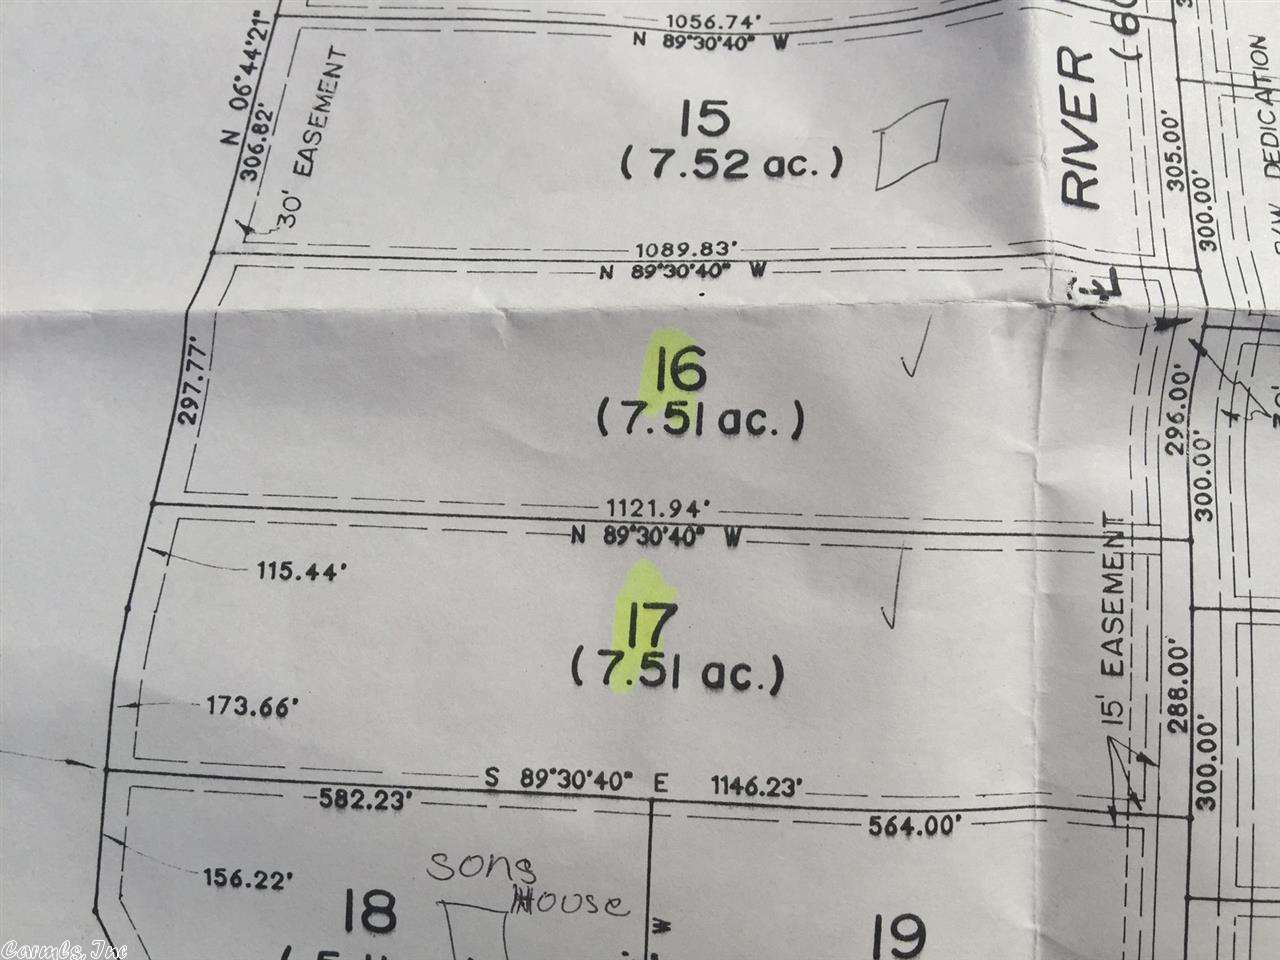 1056.74'
N 89°30'40" W
N 06°44'21"
306.82'
30' EASEMENT
15
(7.52 ac.)
RIVER
(60
305.00'
300.00'
R/W DEDICATION
1089.83'
N 89°30'40" W
℄
297.77'
16
(7.51 ac.)
296.00'
300.00'
1121.94'
N 89°30'40" W
115.44'
17
(7.51 ac.)
15' EASEMENT
173.66'
288.00'
300.00'
S 89°30'40" E 1146.23'
582.23'
564.00'
156.22'
sons
House
18
19
W
Carmls, Inc